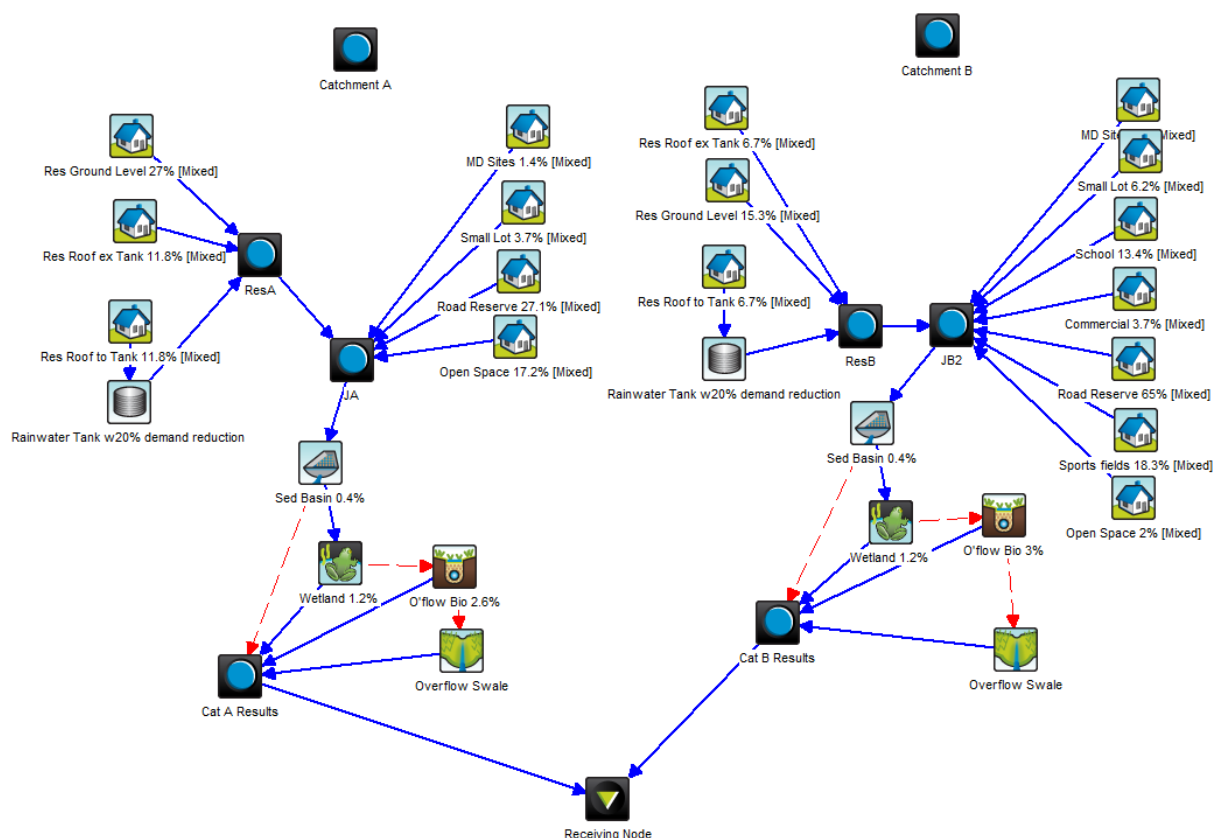 Catchment A
Catchment B
Res Ground Level 27% [Mixed]
MD Sites 1.4% [Mixed]
Res Roof ex Tank 11.8% [Mixed]
Small Lot 3.7% [Mixed]
ResA
Road Reserve 27.1% [Mixed]
Res Roof to Tank 11.8% [Mixed]
Open Space 17.2% [Mixed]
JA
Rainwater Tank w20% demand reduction
Sed Basin 0.4%
Wetland 1.2%
O'flow Bio 2.6%
Overflow Swale
Cat A Results
Res Roof ex Tank 6.7% [Mixed]
MD Sites [Mixed]
Res Ground Level 15.3% [Mixed]
Small Lot 6.2% [Mixed]
School 13.4% [Mixed]
Res Roof to Tank 6.7% [Mixed]
Commercial 3.7% [Mixed]
ResB
JB2
Rainwater Tank w20% demand reduction
Road Reserve 65% [Mixed]
Sports fields 18.3% [Mixed]
Open Space 2% [Mixed]
Sed Basin 0.4%
Wetland 1.2%
O'flow Bio 3%
Cat B Results
Overflow Swale
Receiving Node